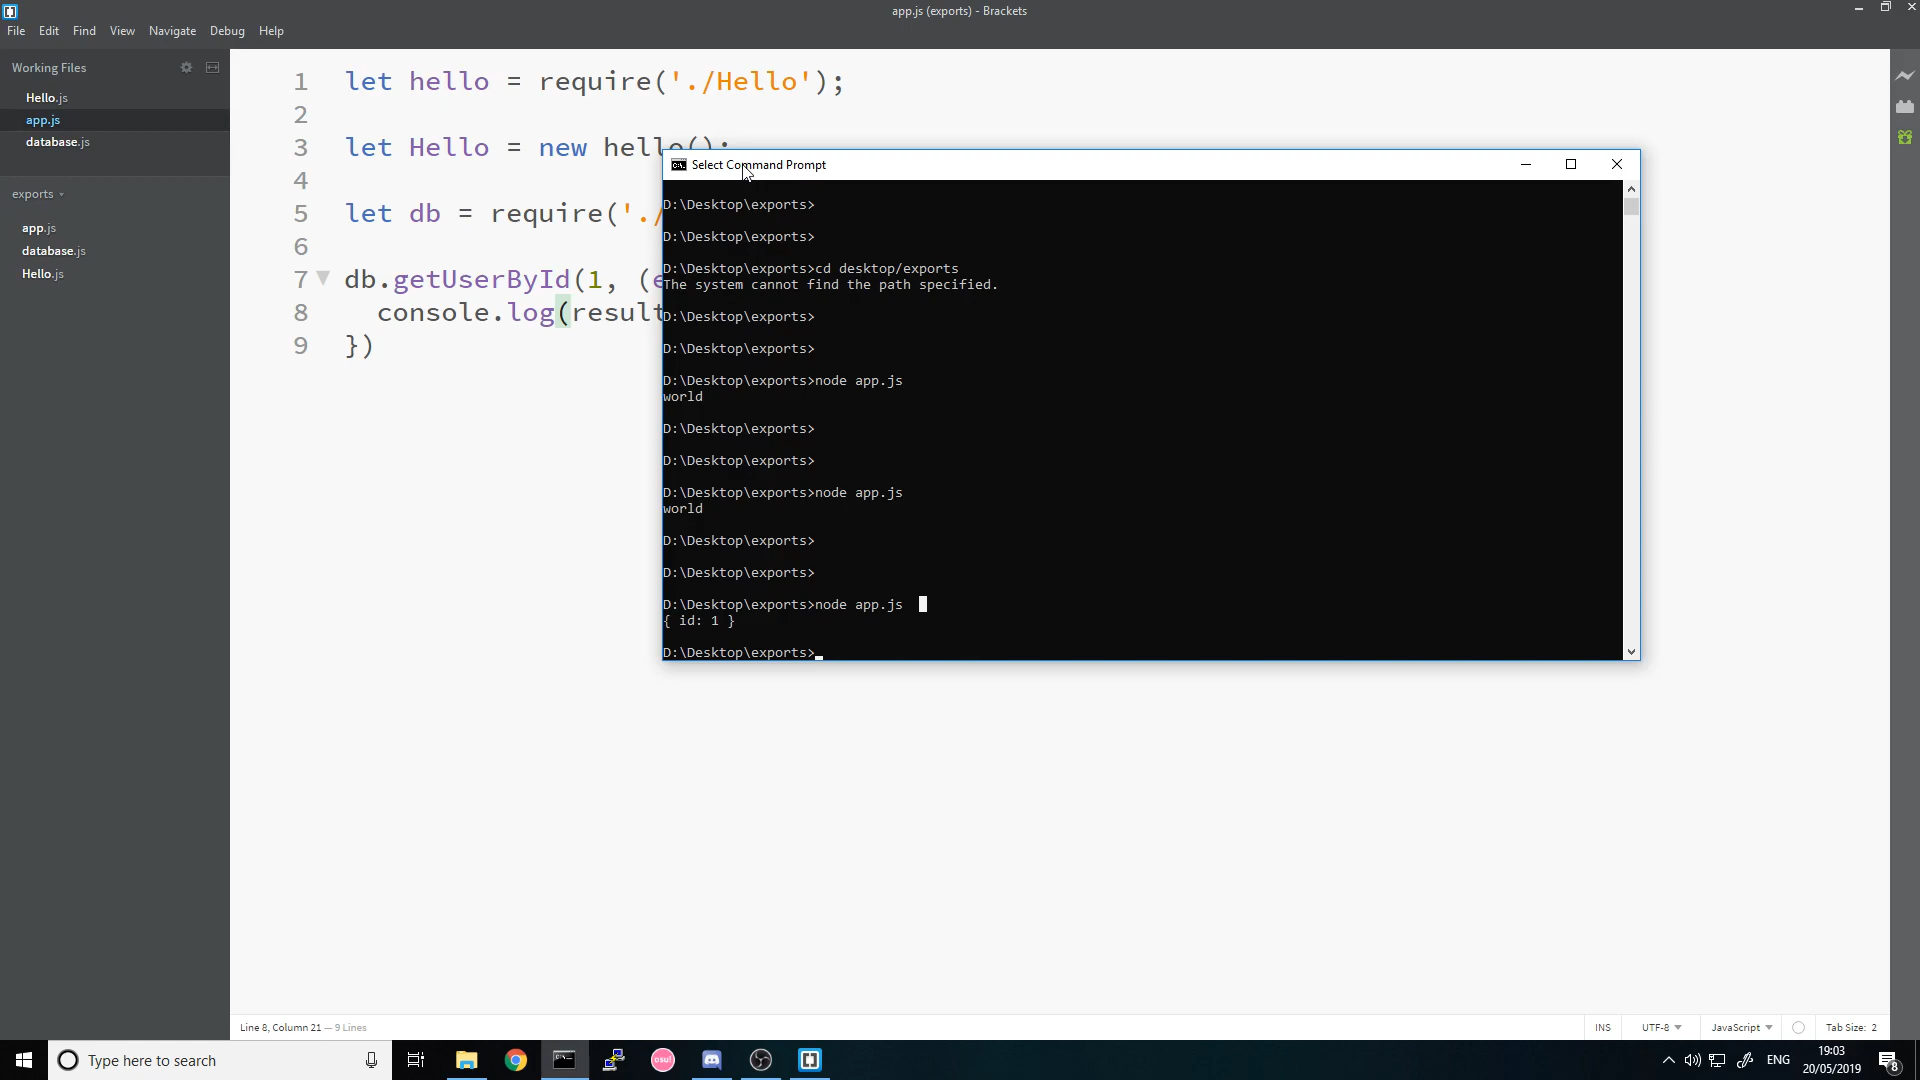 app.js (exports) - Brackets
File Edit Find View Navigate Debug Help
Working Files
Hello.js
app.js
database.js
exports
app.js
database.js
Hello.js
1 let hello = require('./Hello');
2
3 let Hello = new hello();
4
5 let db = require('./
6
7 db.getUserById(1, (e
8 console.log(result
9 })
Select Command Prompt
D:\Desktop\exports>
D:\Desktop\exports>
D:\Desktop\exports>cd desktop/exports
The system cannot find the path specified.
D:\Desktop\exports>
D:\Desktop\exports>
D:\Desktop\exports>node app.js
world
D:\Desktop\exports>
D:\Desktop\exports>
D:\Desktop\exports>node app.js
world
D:\Desktop\exports>
D:\Desktop\exports>
D:\Desktop\exports>node app.js
{ id: 1 }
D:\Desktop\exports>
Line 8, Column 21 — 9 Lines
INS UTF-8 JavaScript Tab Size: 2
Type here to search
osu!
ENG
19:03
20/05/2019
8